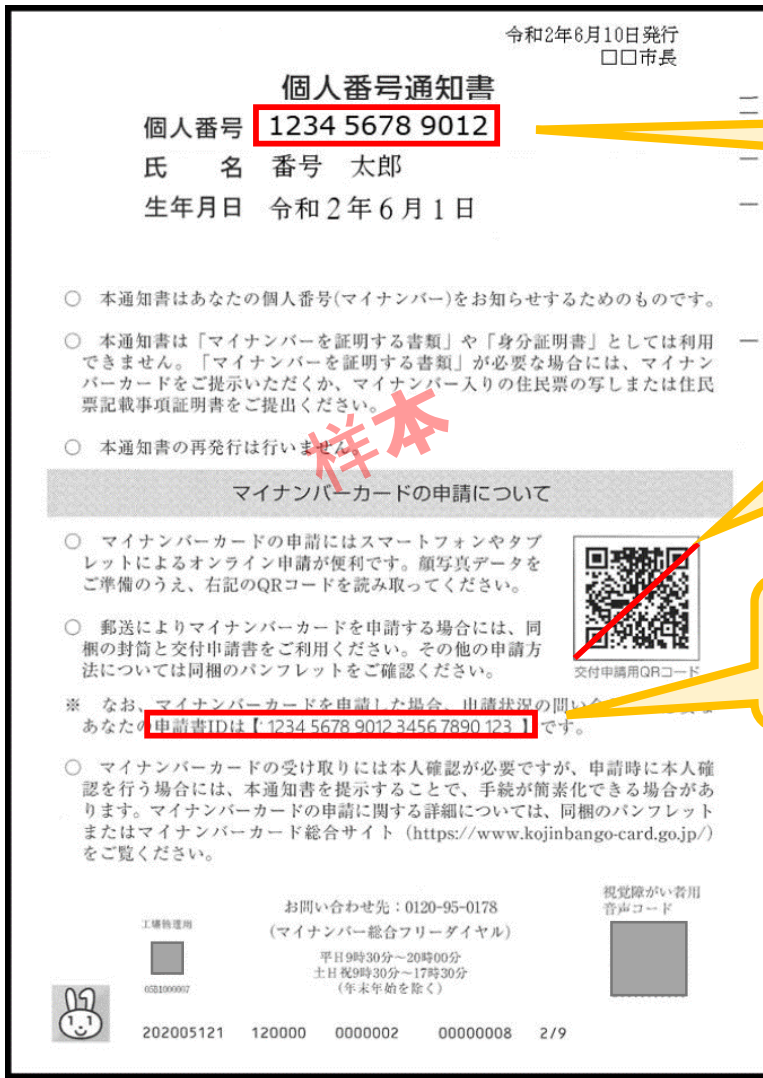 令和2年6月10日発行
□□市長
個人番号通知書
個人番号 1234 5678 9012
氏 名 番号 太郎
生年月日 令和2年6月1日
○ 本通知書はあなたの個人番号(マイナンバー)をお知らせするためのものです。
○ 本通知書は「マイナンバーを証明する書類」や「身分証明書」としては利用
できません。「マイナンバーを証明する書類」が必要な場合には、マイナン
バーカードをご提示いただくか、マイナンバー入りの住民票の写しまたは住民
票記載事項証明書をご提出ください。
○ 本通知書の再発行は行いません。
样本
マイナンバーカードの申請について
○ マイナンバーカードの申請にはスマートフォンやタブ
レットによるオンライン申請が便利です。顔写真データを
ご準備のうえ、右記のQRコードを読み取ってください。
○ 郵送によりマイナンバーカードを申請する場合には、同
梱の封筒と交付申請書をご利用ください。その他の申請方
法については同梱のパンフレットをご確認ください。
交付申請用QRコード
※ なお、マイナンバーカードを申請した場合、申請状況の問い
あなたの申請書IDは【 1234 5678 9012 3456 7890 123 】です。
○ マイナンバーカードの受け取りには本人確認が必要ですが、申請時に本人確
認を行う場合には、本通知書を提示することで、手続が簡素化できる場合があ
ります。マイナンバーカードの申請に関する詳細については、同梱のパンフレット
またはマイナンバーカード総合サイト(https://www.kojinbango-card.go.jp/)
をご覧ください。
お問い合わせ先:0120-95-0178
(マイナンバー総合フリーダイヤル)
平日9時30分~20時00分
土日祝9時30分~17時30分
(年末年始を除く)
工場管理用
05D1000007
視覚障がい者用
音声コード
202005121 120000 0000002 00000008 2/9